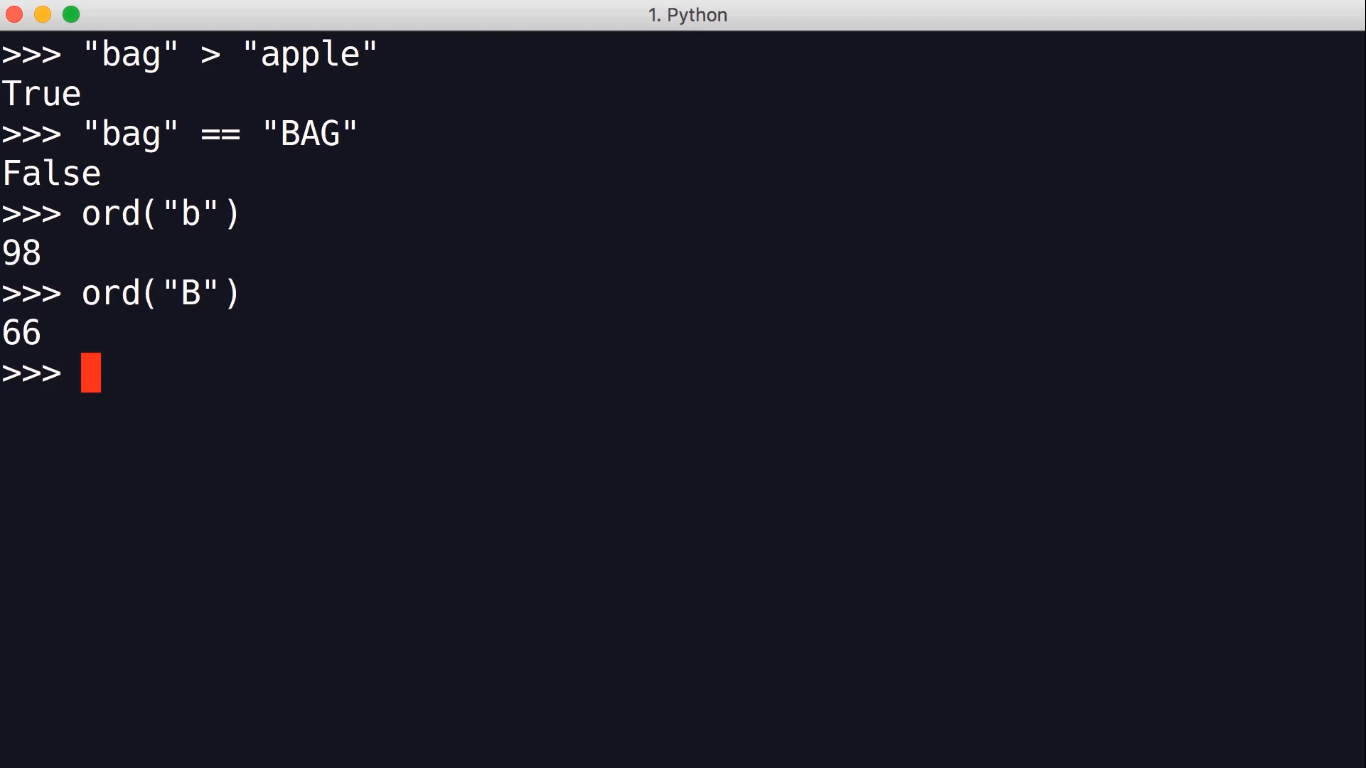 1. Python
>>> "bag" > "apple"
True
>>> "bag" == "BAG"
False
>>> ord("b")
98
>>> ord("B")
66
>>>